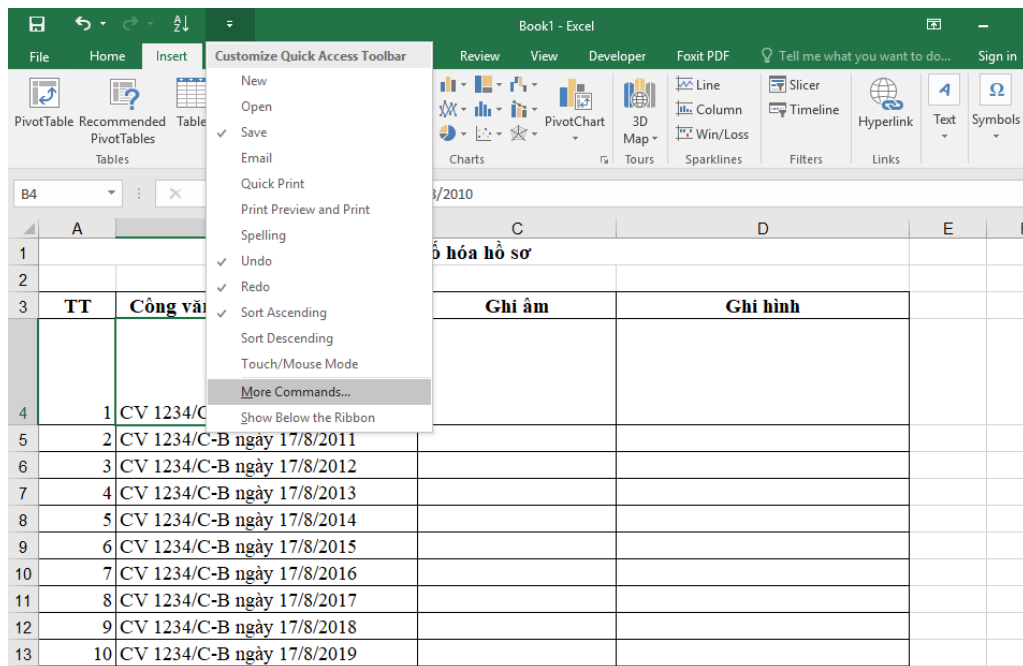 Book1 - Excel
File Home Insert Review View Developer Foxit PDF Tell me what you want to do... Sign in
Customize Quick Access Toolbar
New
Open
Save
Email
Quick Print
Print Preview and Print
Spelling
Undo
Redo
Sort Ascending
Sort Descending
Touch/Mouse Mode
More Commands...
Show Below the Ribbon
PivotTable Recommended PivotTables Table
Tables
PivotChart
Charts
3D Map
Tours
Line
Column
Win/Loss
Sparklines
Slicer
Timeline
Filters
Hyperlink
Links
Text
Symbols
B4 /2010
A C D E
1 ố hóa hồ sơ
2
3 TT Công Ghi âm Ghi hình
4 1 CV 1234/
5 2 CV 1234/C-B ngày 17/8/2011
6 3 CV 1234/C-B ngày 17/8/2012
7 4 CV 1234/C-B ngày 17/8/2013
8 5 CV 1234/C-B ngày 17/8/2014
9 6 CV 1234/C-B ngày 17/8/2015
10 7 CV 1234/C-B ngày 17/8/2016
11 8 CV 1234/C-B ngày 17/8/2017
12 9 CV 1234/C-B ngày 17/8/2018
13 10 CV 1234/C-B ngày 17/8/2019